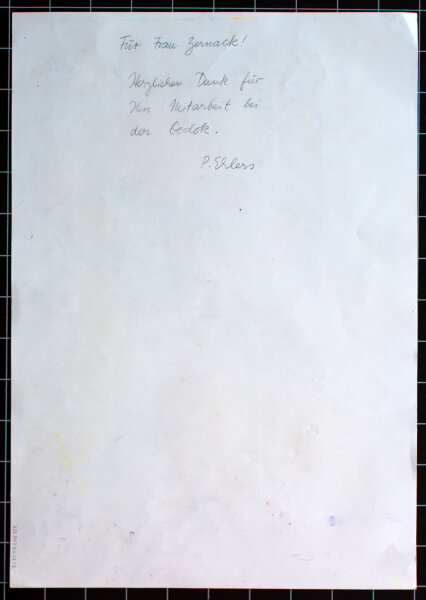 Für Frau Zernack!
Herzlichen Dank für
Ihre Mitarbeit bei
der Gedok.
P. Ehlers